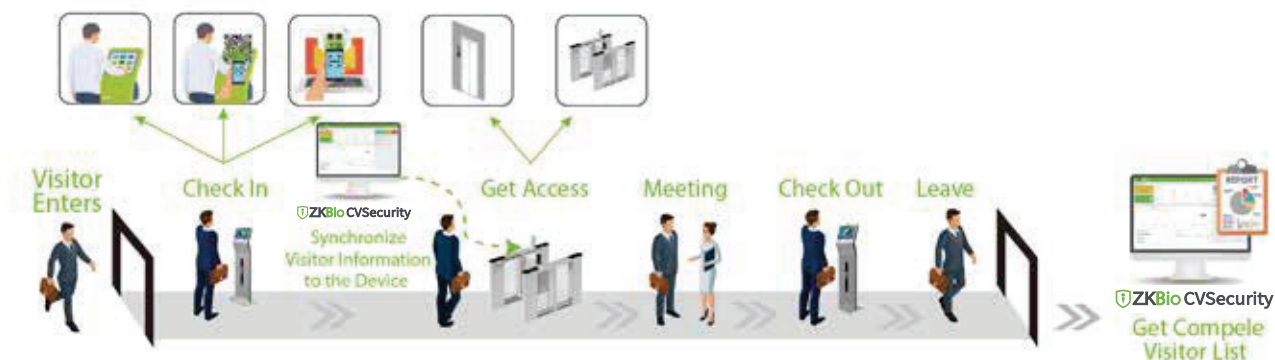 Visitor
Enters
Check In
ZKBio CVSecurity
Synchronize
Visitor Information
to the Device
Get Access
Meeting
Check Out
Leave
REPORT
ZKBio CVSecurity
Get Compele
Visitor List